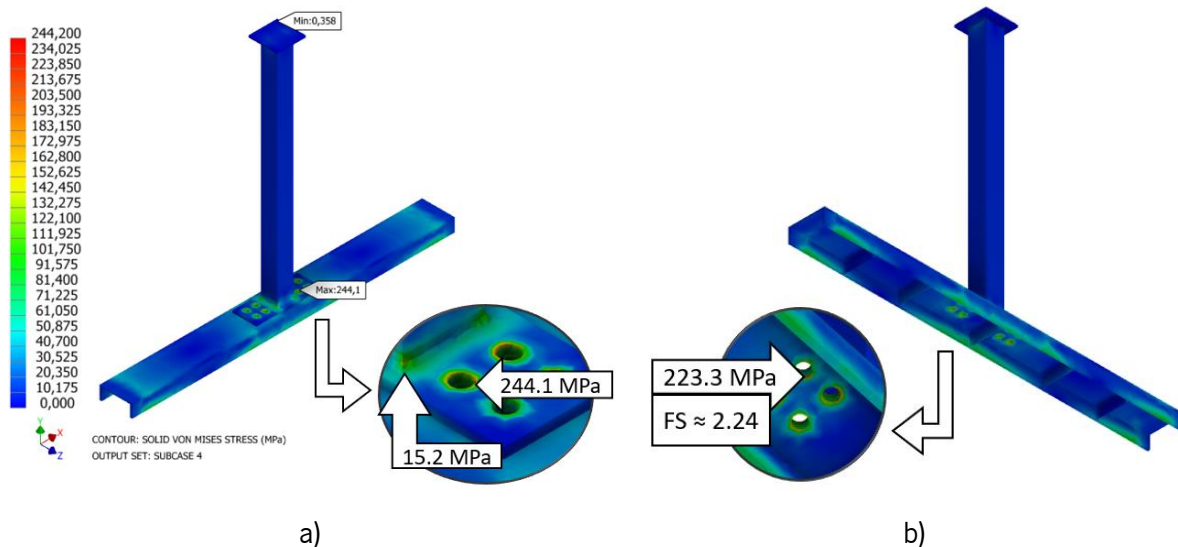 244,200
234,025
223,850
213,675
203,500
193,325
183,150
172,975
162,800
152,625
142,450
132,275
122,100
111,925
101,750
91,575
81,400
71,225
61,050
50,875
40,700
30,525
20,350
10,175
0,000
Min:0,358
Max:244,1
Y
X
Z
CONTOUR: SOLID VON MISES STRESS (MPa)
OUTPUT SET: SUBCASE 4
244.1 MPa
15.2 MPa
223.3 MPa
FS ≈ 2.24
a)
b)